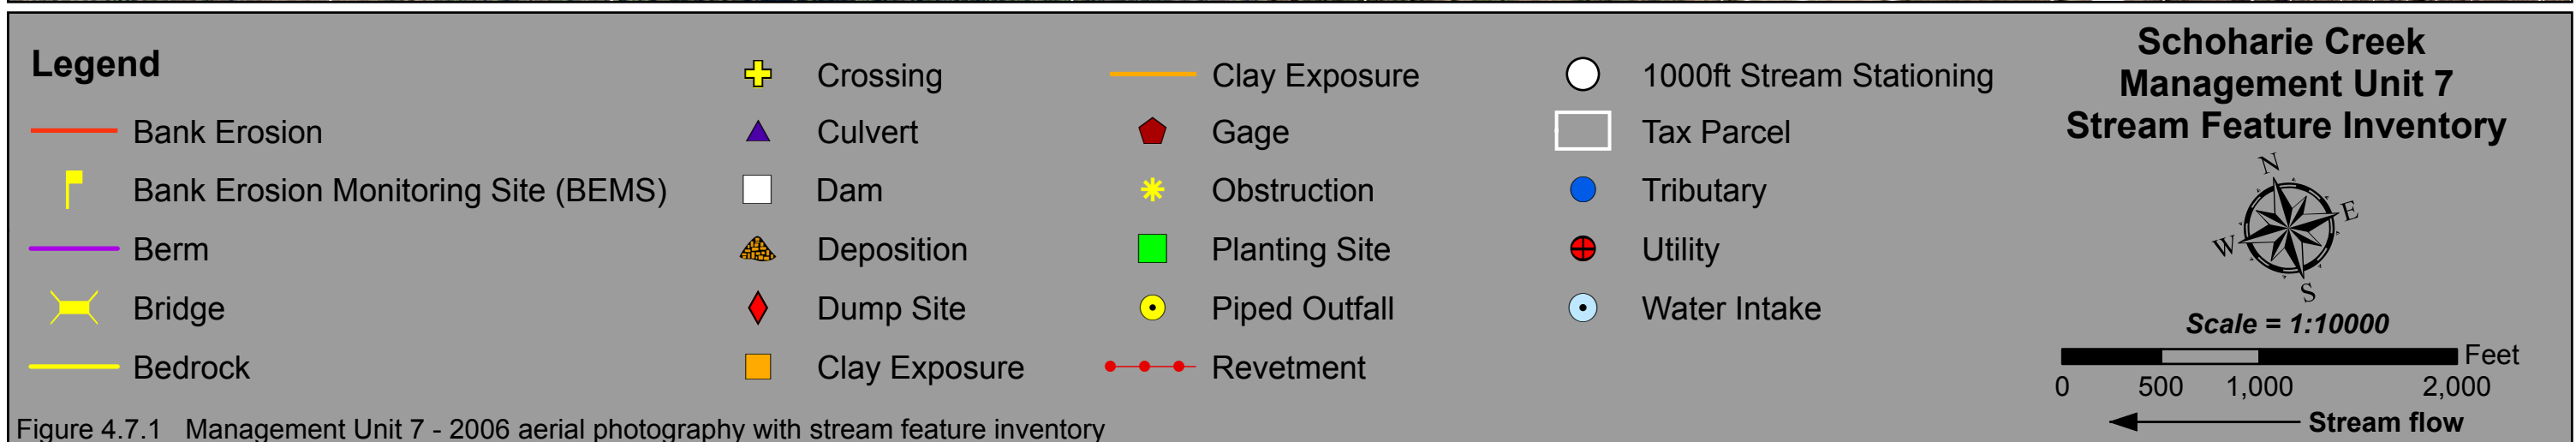 Legend
Bank Erosion
Bank Erosion Monitoring Site (BEMS)
Berm
Bridge
Bedrock
Crossing
Culvert
Dam
Deposition
Dump Site
Clay Exposure
Clay Exposure
Gage
Obstruction
Planting Site
Piped Outfall
Revetment
1000ft Stream Stationing
Tax Parcel
Tributary
Utility
Water Intake
Schoharie Creek
Management Unit 7
Stream Feature Inventory
N
E
W
S
Scale = 1:10000
Feet
0 500 1,000 2,000
Stream flow
Figure 4.7.1 Management Unit 7 - 2006 aerial photography with stream feature inventory